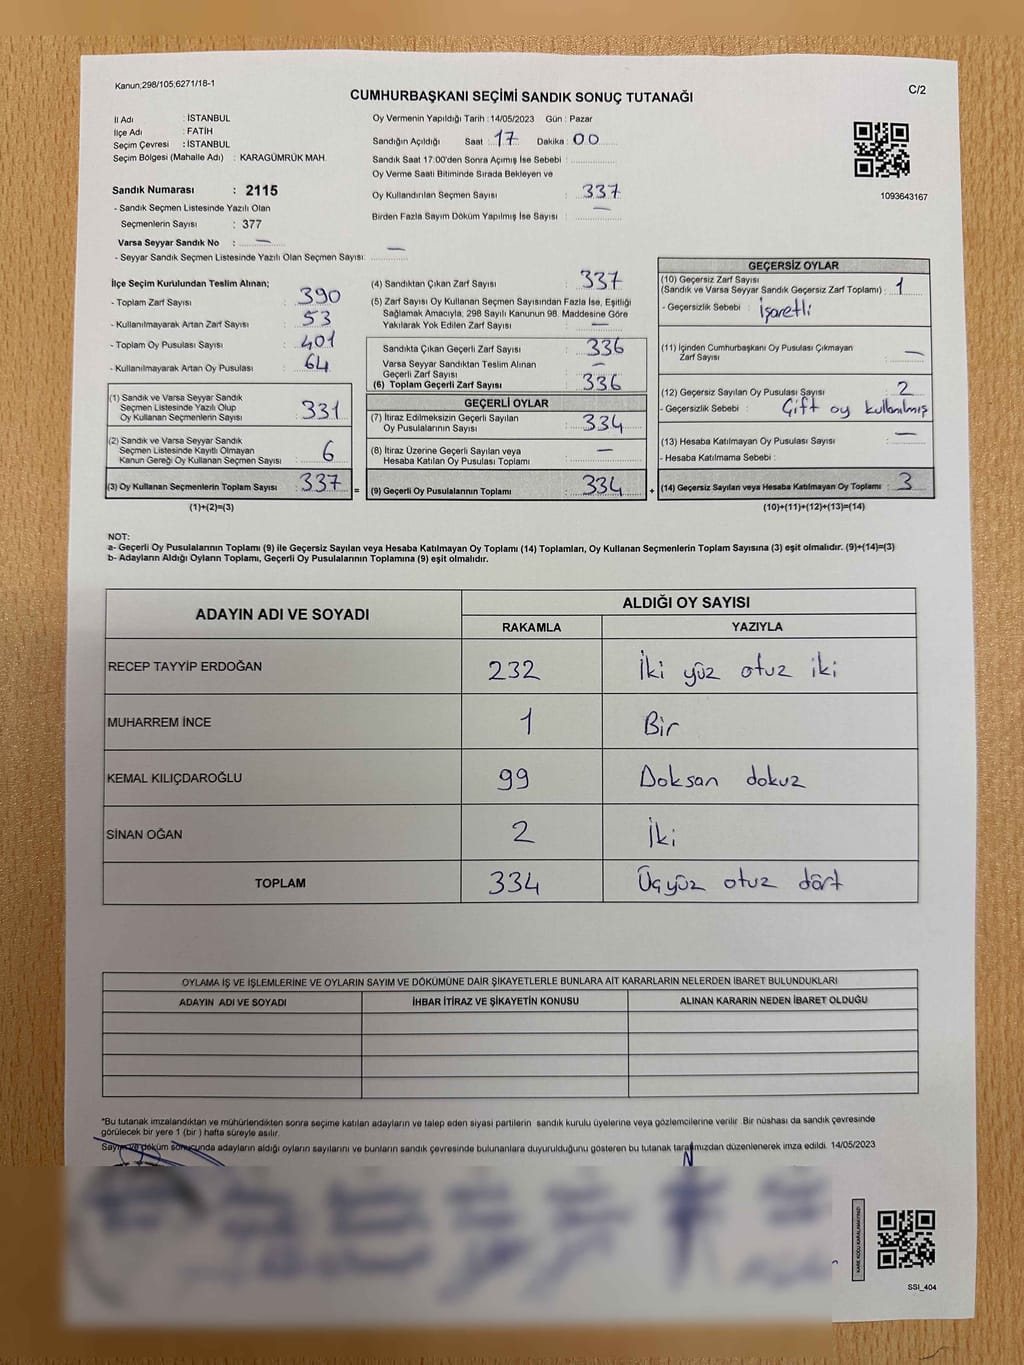 Kanun;298/105;6271/18-1
C/2
CUMHURBAŞKANI SEÇİMİ SANDIK SONUÇ TUTANAĞI
İl Adı : İSTANBUL
İlçe Adı : FATİH
Seçim Çevresi : İSTANBUL
Seçim Bölgesi (Mahalle Adı) : KARAGÜMRÜK MAH.
Sandık Numarası : 2115
- Sandık Seçmen Listesinde Yazılı Olan
Seçmenlerin Sayısı : 377
Varsa Seyyar Sandık No : —
- Seyyar Sandık Seçmen Listesinde Yazılı Olan Seçmen Sayısı: —
Oy Vermenin Yapıldığı Tarih :14/05/2023 Gün : Pazar
Sandığın Açıldığı Saat : 17 Dakika : 00
Sandık Saat 17:00'den Sonra Açımış İse Sebebi :
Oy Verme Saati Bitiminde Sırada Bekleyen ve
Oy Kullandırılan Seçmen Sayısı : 337
Birden Fazla Sayım Döküm Yapılmış İse Sayısı : —
1093643167
İlçe Seçim Kurulundan Teslim Alınan;
- Toplam Zarf Sayısı : 390
- Kullanılmayarak Artan Zarf Sayısı : 53
- Toplam Oy Pusulası Sayısı : 401
- Kullanılmayarak Artan Oy Pusulası : 64
(1) Sandık ve Varsa Seyyar Sandık
Seçmen Listesinde Yazılı Olup
Oy Kullanan Seçmenlerin Sayısı : 331
(2) Sandık ve Varsa Seyyar Sandık
Seçmen Listesinde Kayıtlı Olmayan
Kanun Gereği Oy Kullanan Seçmen Sayısı : 6
(3) Oy Kullanan Seçmenlerin Toplam Sayısı : 337 =
(1)+(2)=(3)
(4) Sandıktan Çıkan Zarf Sayısı : 337
(5) Zarf Sayısı Oy Kullanan Seçmen Sayısından Fazla İse, Eşitliği
Sağlamak Amacıyla, 298 Sayılı Kanunun 98. Maddesine Göre
Yakılarak Yok Edilen Zarf Sayısı : —
Sandıkta Çıkan Geçerli Zarf Sayısı : 336
Varsa Seyyar Sandıktan Teslim Alınan
Geçerli Zarf Sayısı : —
(6) Toplam Geçerli Zarf Sayısı : 336
GEÇERLİ OYLAR
(7) İtiraz Edilmeksizin Geçerli Sayılan
Oy Pusulalarının Sayısı : 334
(8) İtiraz Üzerine Geçerli Sayılan veya
Hesaba Katılan Oy Pusulası Toplamı : —
(9) Geçerli Oy Pusulalarının Toplamı : 334 +
GEÇERSİZ OYLAR
(10) Geçersiz Zarf Sayısı
(Sandık ve Varsa Seyyar Sandık Geçersiz Zarf Toplamı) : 1
- Geçersizlik Sebebi : İşaretli
(11) İçinden Cumhurbaşkanı Oy Pusulası Çıkmayan
Zarf Sayısı : —
(12) Geçersiz Sayılan Oy Pusulası Sayısı : 2
- Geçersizlik Sebebi : Çift oy kullanılmış
(13) Hesaba Katılmayan Oy Pusulası Sayısı : —
- Hesaba Katılmama Sebebi :
(14) Geçersiz Sayılan veya Hesaba Katılmayan Oy Toplamı : 3
(10)+(11)+(12)+(13)=(14)
NOT:
a- Geçerli Oy Pusulalarının Toplamı (9) ile Geçersiz Sayılan veya Hesaba Katılmayan Oy Toplamı (14) Toplamları, Oy Kullanan Seçmenlerin Toplam Sayısına (3) eşit olmalıdır. (9)+(14)=(3)
b- Adayların Aldığı Oyların Toplamı, Geçerli Oy Pusulalarının Toplamına (9) eşit olmalıdır.
ADAYIN ADI VE SOYADI ALDIĞI OY SAYISI
RAKAMLA YAZIYLA
RECEP TAYYİP ERDOĞAN 232 İki yüz otuz iki
MUHARREM İNCE 1 Bir
KEMAL KILIÇDAROĞLU 99 Doksan dokuz
SİNAN OĞAN 2 İki
TOPLAM 334 Üçyüz otuz dört
OYLAMA İŞ VE İŞLEMLERİNE VE OYLARIN SAYIM VE DÖKÜMÜNE DAİR ŞİKAYETLERLE BUNLARA AİT KARARLARIN NELERDEN İBARET BULUNDUKLARI
ADAYIN ADI VE SOYADI İHBAR İTİRAZ VE ŞİKAYETİN KONUSU ALINAN KARARIN NEDEN İBARET OLDUĞU
*Bu tutanak imzalandıktan ve mühürlendikten sonra seçime katılan adayların ve talep eden siyasi partilerin sandık kurulu üyelerine veya gözlemcilerine verilir. Bir nüshası da sandık çevresinde
görülecek bir yere 1 (bir ) hafta süreyle asılır.
Sayım ve döküm sonucunda adayların aldığı oyların sayılarını ve bunların sandık çevresinde bulunanlara duyurulduğunu gösteren bu tutanak tarafımızdan düzenlenerek imza edildi. 14/05/2023
KARE KODU KARALAMAYINIZ!
SSI_404